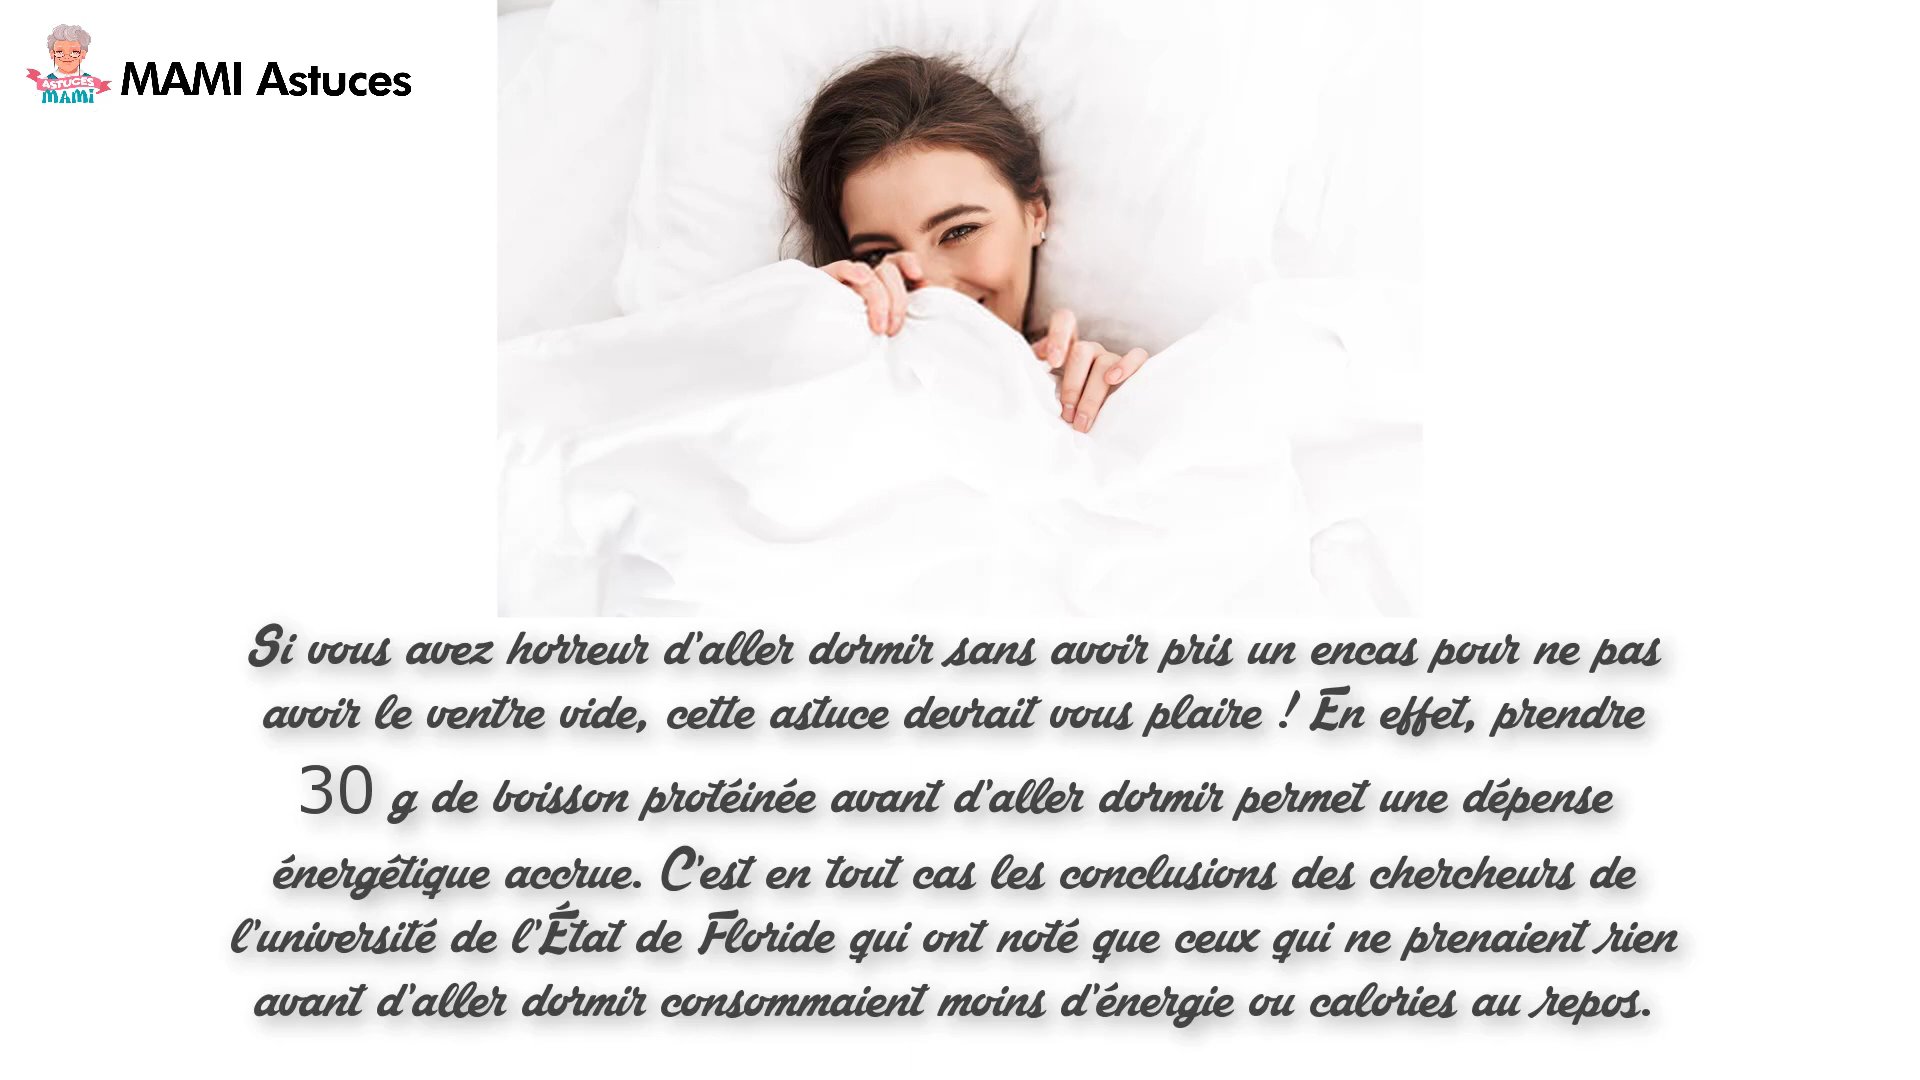 ASTUCES
MAMI
MAMI Astuces
Si vous avez horreur d'aller dormir sans avoir pris un encas pour ne pas
avoir le ventre vide, cette astuce devrait vous plaire ! En effet, prendre
30 g de boisson protéinée avant d'aller dormir permet une dépense
énergétique accrue. C'est en tout cas les conclusions des chercheurs de
l'université de l'État de Floride qui ont noté que ceux qui ne prenaient rien
avant d'aller dormir consommaient moins d'énergie ou calories au repos.